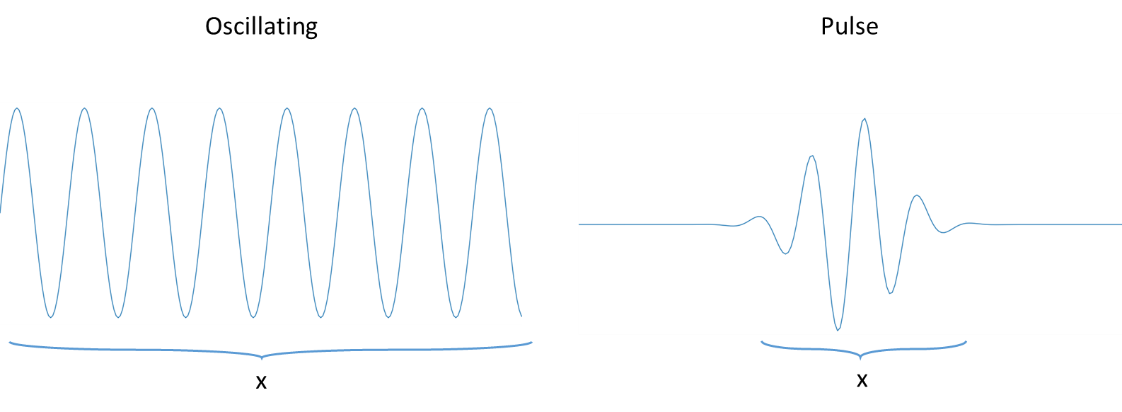 Oscillating
Pulse
x
x